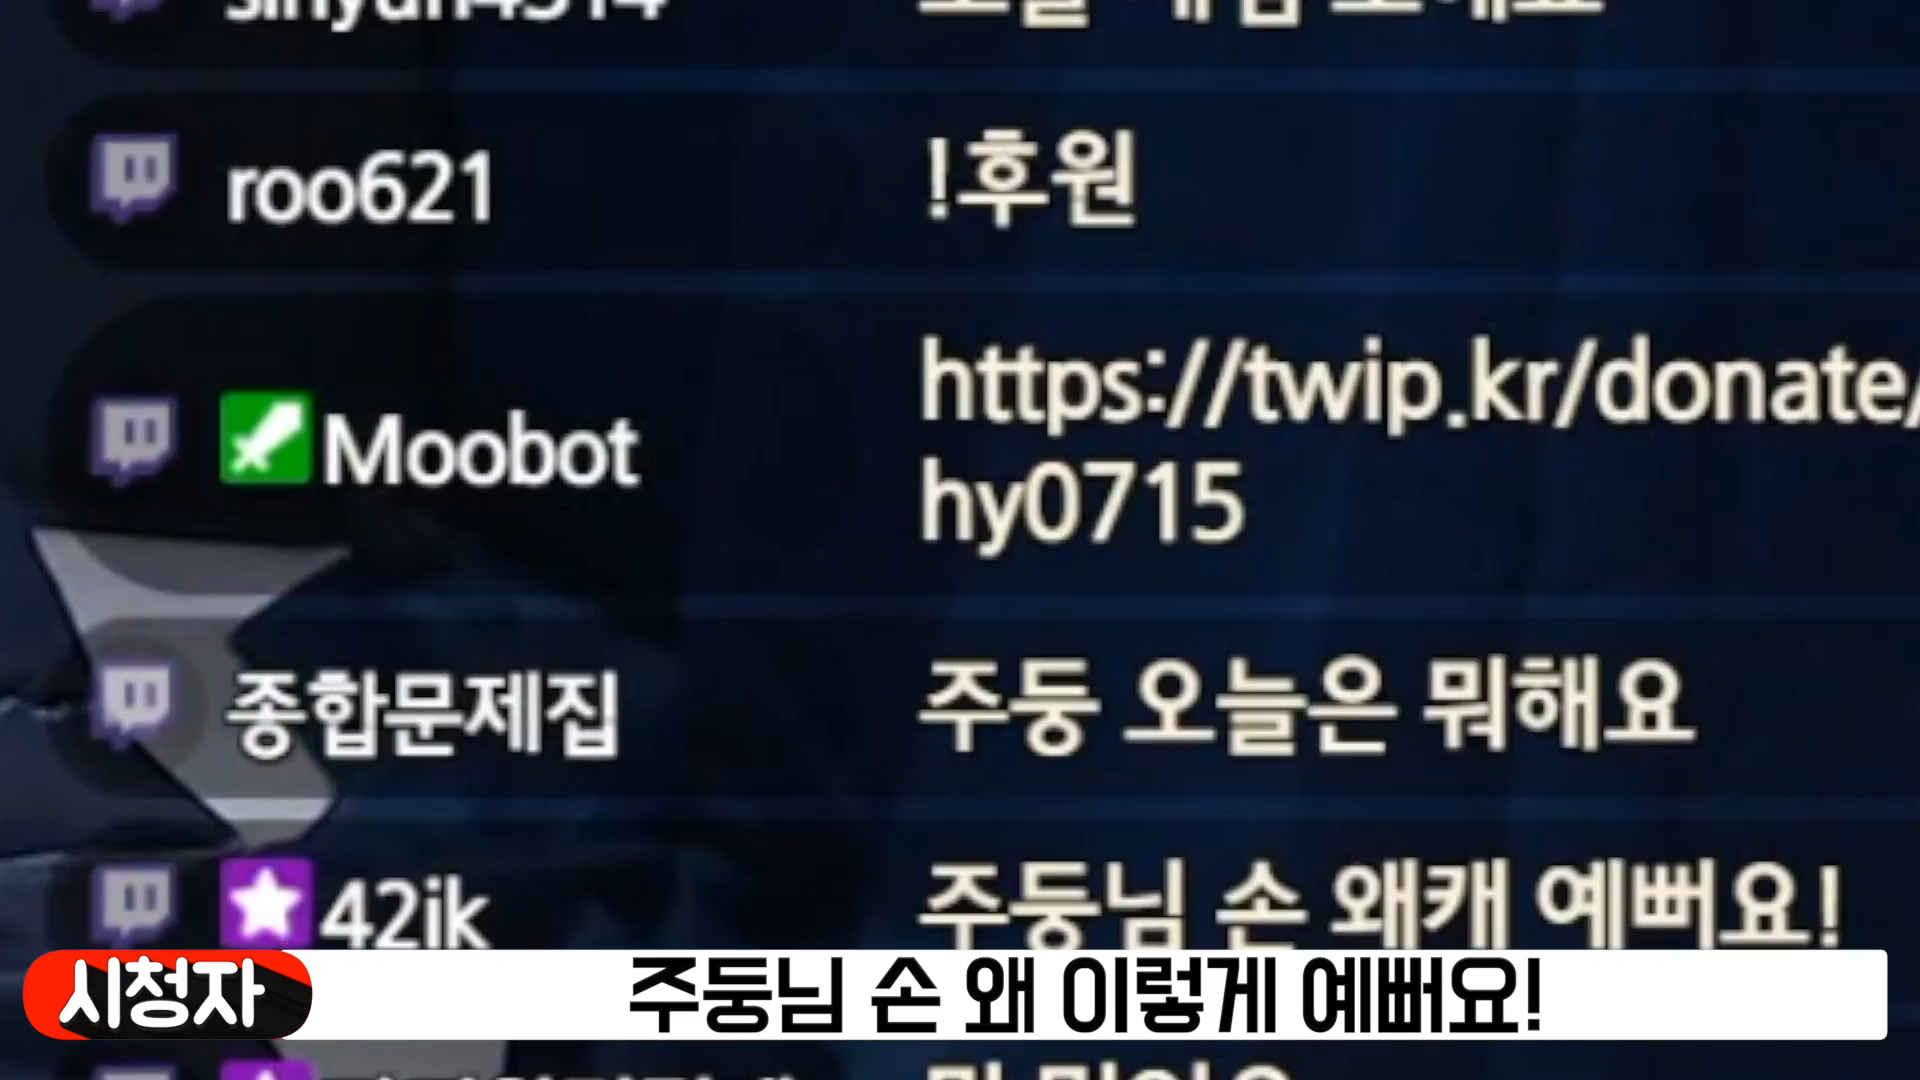 roo621 !후원
Moobot https://twip.kr/donate/
hy0715
종합문제집 주둥 오늘은 뭐해요
42ik 주둥님 손 왜캐 예뻐요!
시청자 주둥님 손 왜 이렇게 예뻐요!